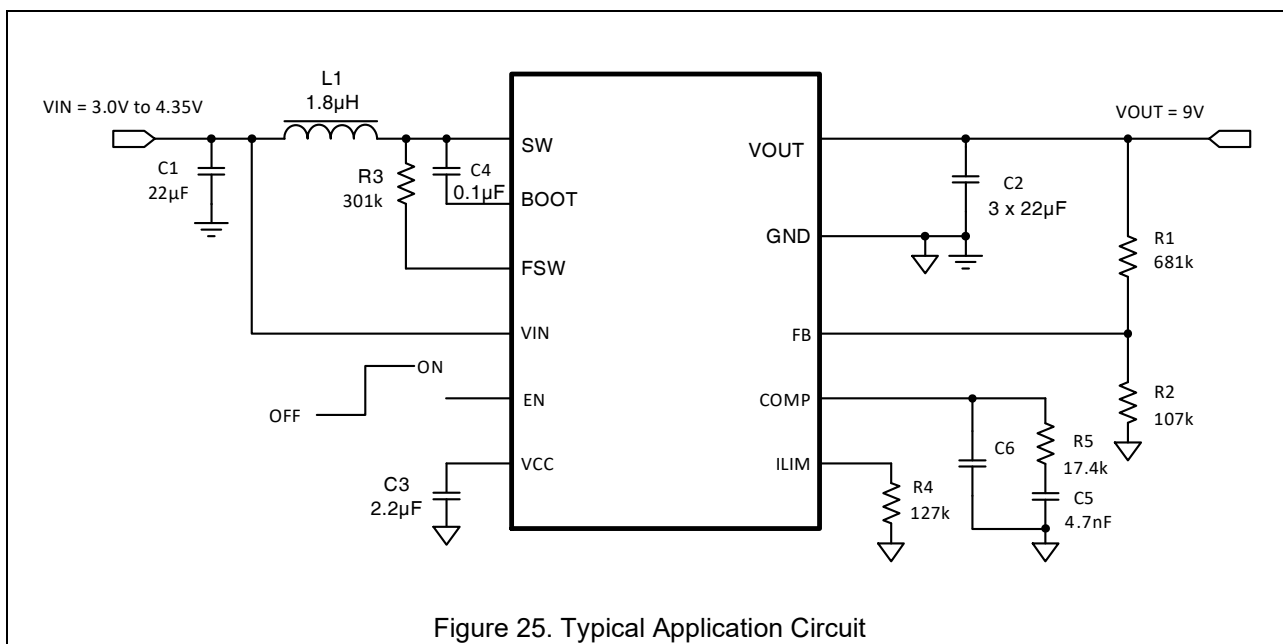 L1
1.8µH
VIN = 3.0V to 4.35V
VOUT = 9V
C1
22µF
R3
301k
C4
0.1µF
SW
BOOT
FSW
VIN
EN
VCC
VOUT
GND
FB
COMP
ILIM
C2
3 x 22µF
R1
681k
R2
107k
ON
OFF
C3
2.2µF
C6
R5
17.4k
C5
4.7nF
R4
127k
Figure 25. Typical Application Circuit